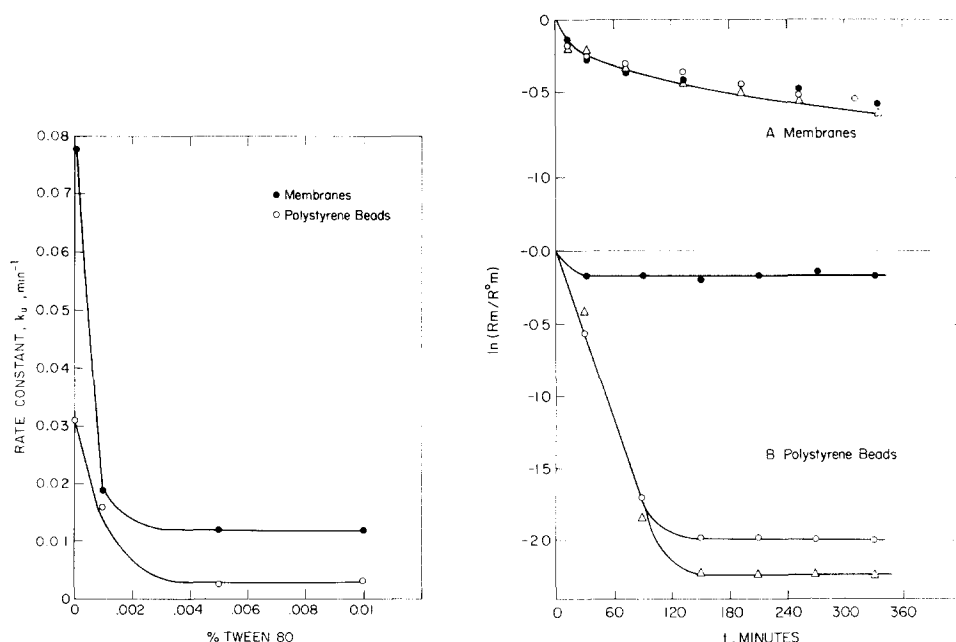 0.08
0.07
0.06
0.05
0.04
0.03
0.02
0.01
0
RATE CONSTANT, ku, min⁻¹
● Membranes
○ Polystyrene Beads
0 .002 .004 .006 .008 0.01
% TWEEN 80
0
-0.5
-1.0
-0.0
-0.5
-1.0
-1.5
-2.0
ln (Rm/R°m)
A Membranes
B Polystyrene Beads
0 60 120 180 240 300 360
t, MINUTES